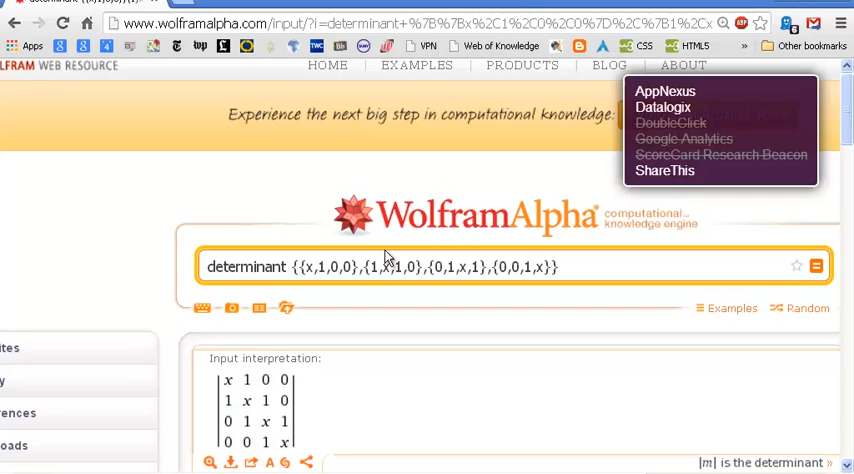 www.wolframalpha.com/input/?i=determinant+%7B%7Bx%2C1%2C0%2C0%7D%2C%7B1%2Cx
Apps VPN Web of Knowledge CSS HTML5 » Other bookmarks
LFRAM WEB RESOURCE HOME EXAMPLES PRODUCTS BLOG ABOUT
Experience the next big step in computational knowledge:
AppNexus
Datalogix
DoubleClick
Google Analytics
ScoreCard Research Beacon
ShareThis
WolframAlpha computational...
knowledge engine
determinant {{x,1,0,0},{1,x,1,0},{0,1,x,1},{0,0,1,x}}
Examples Random
ites
Input interpretation:
x 1 0 0
y
1 x 1 0
erences
0 1 x 1
0 0 1 x
loads
|m| is the determinant »